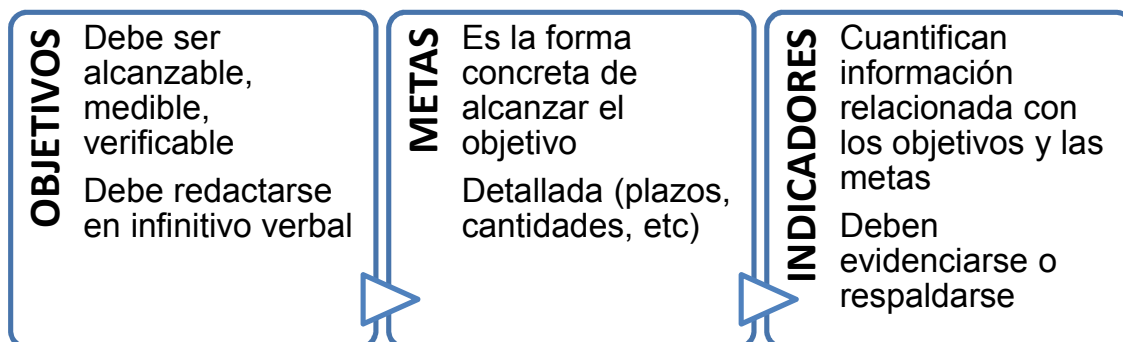 OBJETIVOS
Debe ser
alcanzable,
medible,
verificable
Debe redactarse
en infinitivo verbal
METAS
Es la forma
concreta de
alcanzar el
objetivo
Detallada (plazos,
cantidades, etc)
INDICADORES
Cuantifican
información
relacionada con
los objetivos y las
metas
Deben
evidenciarse o
respaldarse